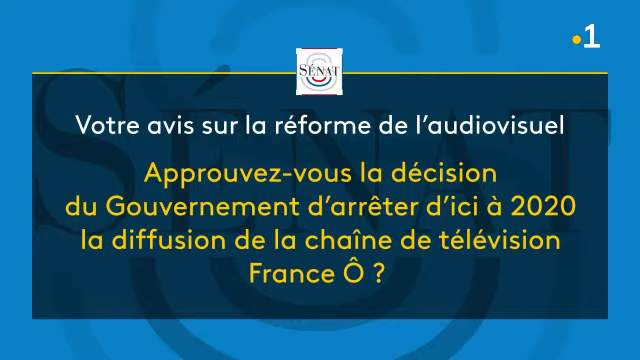 1
SÉNAT
Votre avis sur la réforme de l'audiovisuel
Approuvez-vous la décision
du Gouvernement d'arrêter d'ici à 2020
la diffusion de la chaîne de télévision
France Ô ?